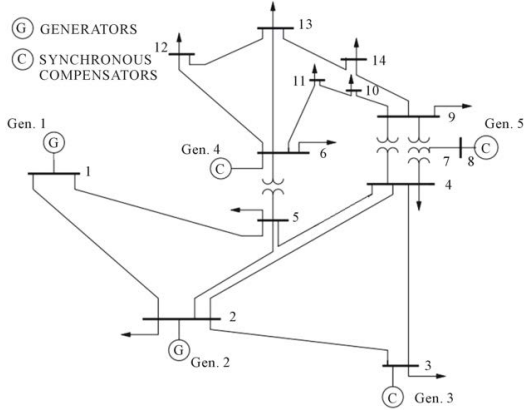 G GENERATORS
C SYNCHRONOUS
COMPENSATORS
13
12
14
11
10
9
Gen. 1
G
1
Gen. 4
C
6
Gen. 5
C
7
8
4
5
2
G
Gen. 2
3
C
Gen. 3